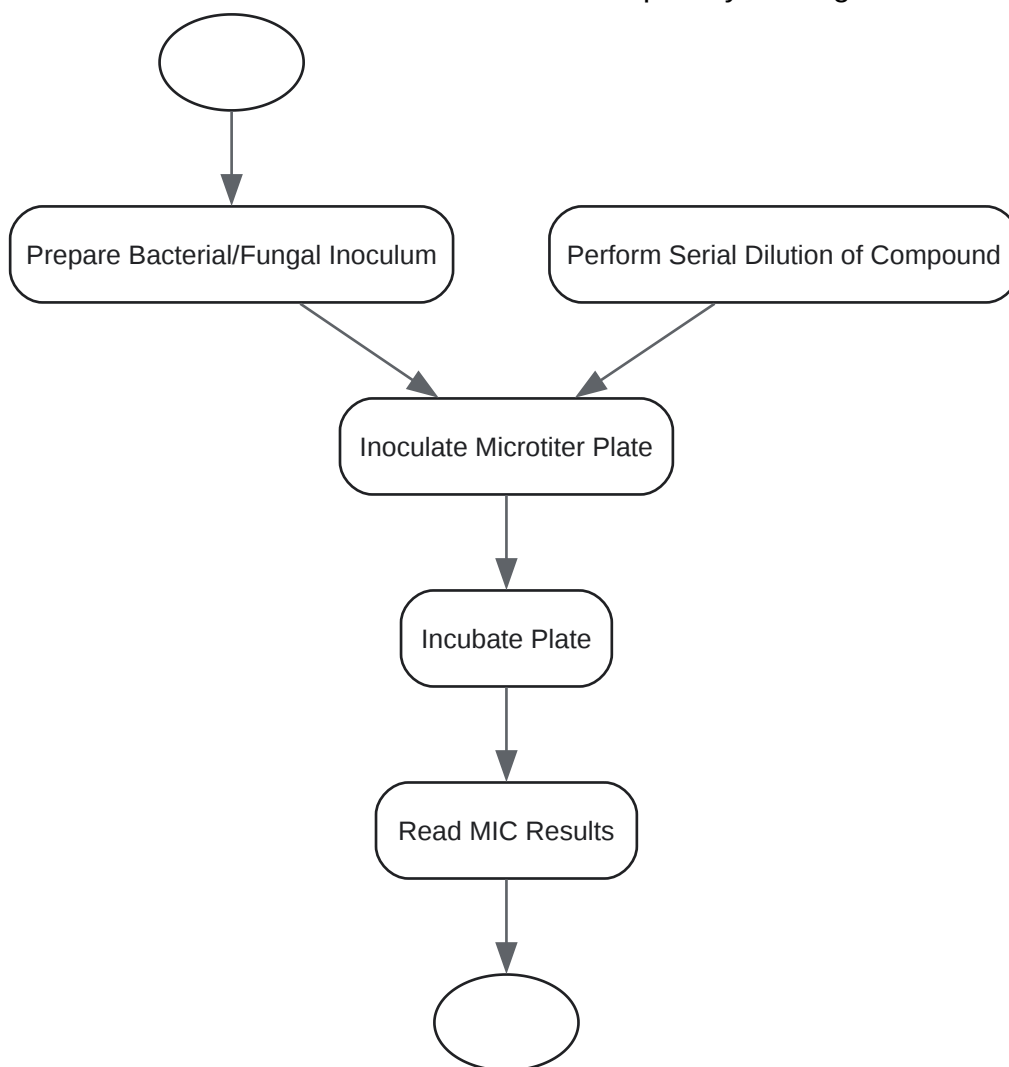 Prepare Bacterial/Fungal Inoculum
Perform Serial Dilution of Compound
Inoculate Microtiter Plate
Incubate Plate
Read MIC Results